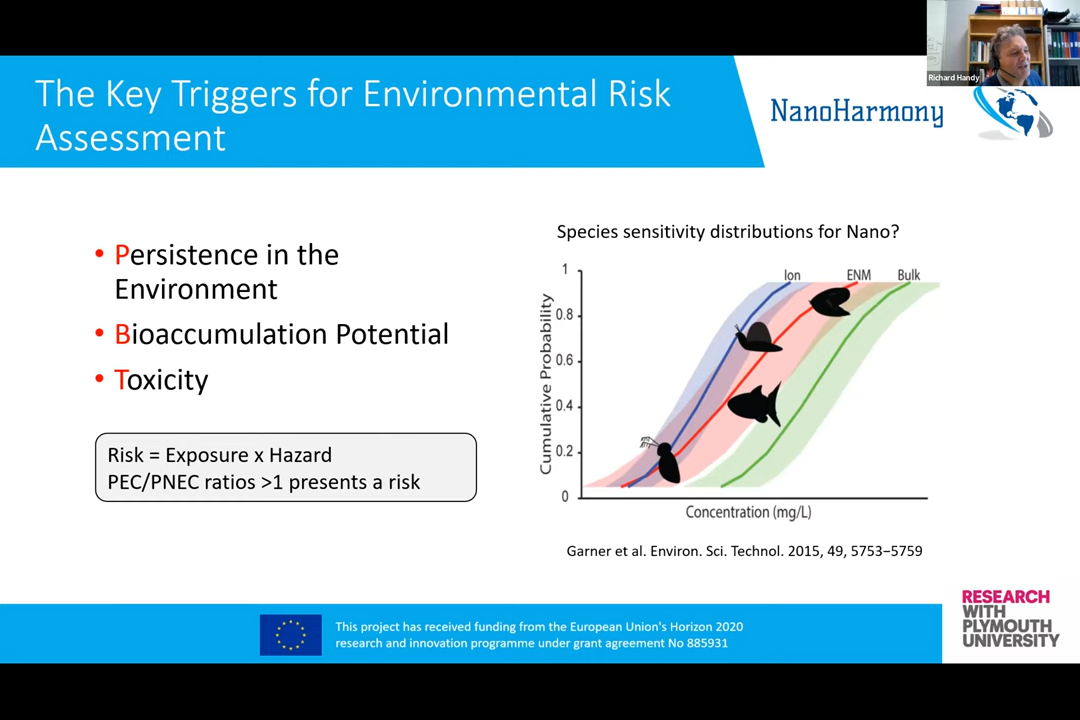 Richard Handy
The Key Triggers for Environmental Risk
Assessment
NanoHarmony
• Persistence in the
Environment
• Bioaccumulation Potential
• Toxicity
Risk = Exposure x Hazard
PEC/PNEC ratios >1 presents a risk
Species sensitivity distributions for Nano?
Ion
ENM
Bulk
1
0.8
0.6
0.4
0.2
0
Cumulative Probability
Concentration (mg/L)
Garner et al. Environ. Sci. Technol. 2015, 49, 5753−5759
This project has received funding from the European Union's Horizon 2020
research and innovation programme under grant agreement No 885931
RESEARCH
WITH
PLYMOUTH
UNIVERSITY